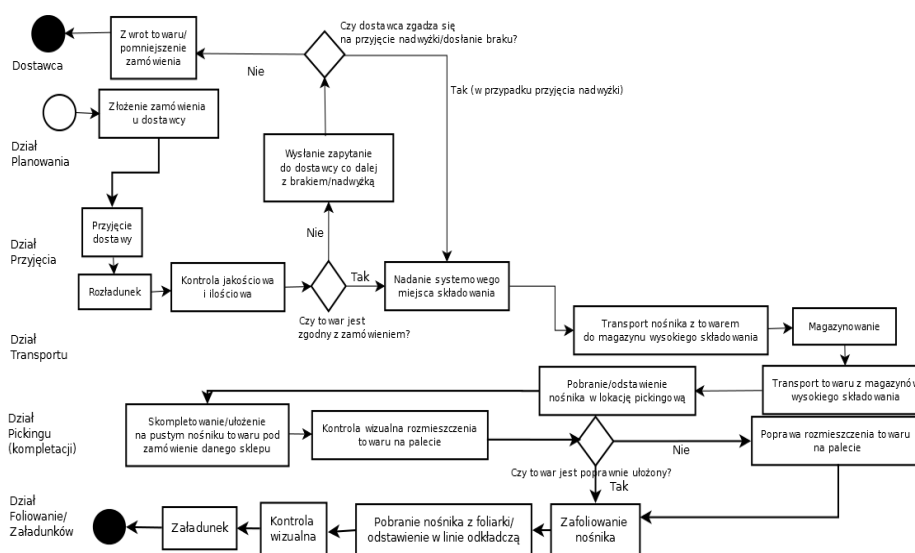 Czy dostawca zgadza się
na przyjęcie nadwyżki/dosłanie braku?
Zwrot towaru/
pomniejszenie
zamówienia
Dostawca
Nie
Tak (w przypadku przyjęcia nadwyżki)
Złożenie zamówienia
u dostawcy
Dział
Planowania
Wysłanie zapytanie
do dostawcy co dalej
z brakiem/nadwyżką
Przyjęcie
dostawy
Nie
Dział
Przyjęcia
Rozładunek
Kontrola jakościowa
i ilościowa
Tak
Nadanie systemowego
miejsca składowania
Czy towar jest
zgodny z zamówieniem?
Dział
Transportu
Transport nośnika z towarem
do magazynu wysokiego składowania
Magazynowanie
Pobranie/odstawienie
nośnika w lokację pickingową
Transport towaru z magazynów
wysokiego składowania
Dział
Pickingu
(kompletacji)
Skompletowanie/ułożenie
na pustym nośniku towaru pod
zamówienie danego sklepu
Kontrola wizualna rozmieszczenia
towaru na palecie
Nie
Poprawa rozmieszczenia towaru
na palecie
Czy towar jest poprawnie ułożony?
Tak
Dział
Foliowanie/
Załadunków
Załadunek
Kontrola
wizualna
Pobranie nośnika z foliarki/
odstawienie w linie odkładczą
Zafoliowanie
nośnika